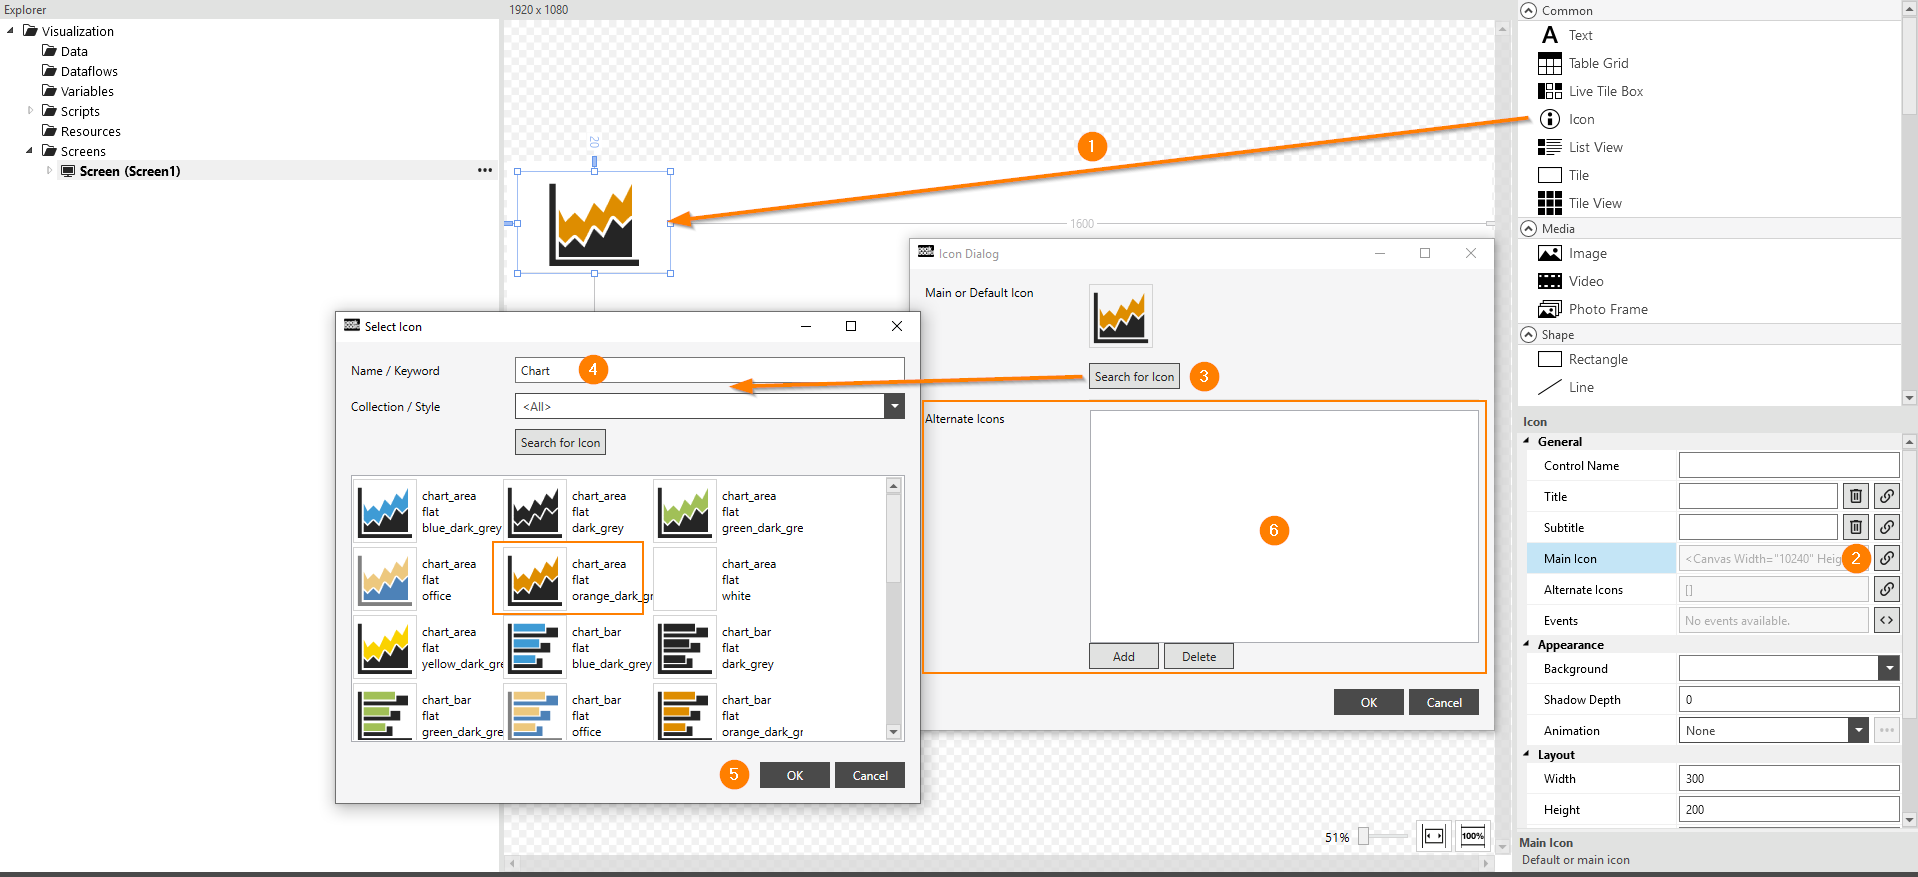 Explorer
Visualization
Data
Dataflows
Variables
Scripts
Resources
Screens
Screen (Screen1)
1920 x 1080
20
1600
1
Icon Dialog
Main or Default Icon
Search for Icon
3
Alternate Icons
6
Add
Delete
OK
Cancel
Select Icon
Name / Keyword
Chart
4
Collection / Style
<All>
Search for Icon
chart_area
flat
blue_dark_grey
chart_area
flat
dark_grey
chart_area
flat
green_dark_gre
chart_area
flat
office
chart_area
flat
orange_dark_gr
chart_area
flat
white
chart_area
flat
yellow_dark_gre
chart_bar
flat
blue_dark_grey
chart_bar
flat
dark_grey
chart_bar
flat
green_dark_gre
chart_bar
flat
office
chart_bar
flat
orange_dark_gr
5
OK
Cancel
51%
100%
Common
Text
Table Grid
Live Tile Box
Icon
List View
Tile
Tile View
Media
Image
Video
Photo Frame
Shape
Rectangle
Line
Icon
General
Control Name
Title
Subtitle
Main Icon
<Canvas Width="10240" Heig
2
Alternate Icons
[]
Events
No events available.
Appearance
Background
Shadow Depth
0
Animation
None
Layout
Width
300
Height
200
Main Icon
Default or main icon